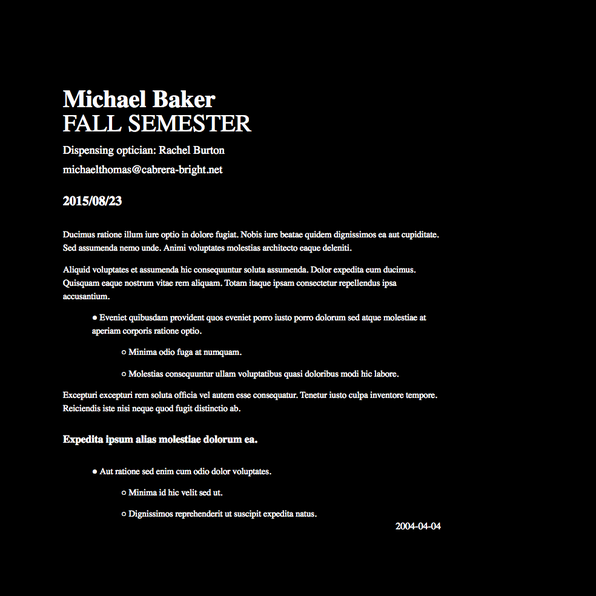 Michael Baker
FALL SEMESTER
Dispensing optician: Rachel Burton
michaelthomas@cabrera-bright.net
2015/08/23
Ducimus ratione illum iure optio in dolore fugiat. Nobis iure beatae quidem dignissimos ea aut cupiditate.
Sed assumenda nemo unde. Animi voluptates molestias architecto eaque deleniti.
Aliquid voluptates et assumenda hic consequuntur soluta assumenda. Dolor expedita eum ducimus.
Quisquam eaque nostrum vitae rem aliquam. Totam itaque ipsam consectetur repellendus ipsa
accusantium.
● Eveniet quibusdam provident quos eveniet porro iusto porro dolorum sed atque molestiae at
aperiam corporis ratione optio.
○ Minima odio fuga at numquam.
○ Molestias consequuntur ullam voluptatibus quasi doloribus modi hic labore.
Excepturi excepturi rem soluta officia vel autem esse consequatur. Tenetur iusto culpa inventore tempore.
Reiciendis iste nisi neque quod fugit distinctio ab.
Expedita ipsum alias molestiae dolorum ea.
● Aut ratione sed enim cum odio dolor voluptates.
○ Minima id hic velit sed ut.
○ Dignissimos reprehenderit ut suscipit expedita natus.
2004-04-04